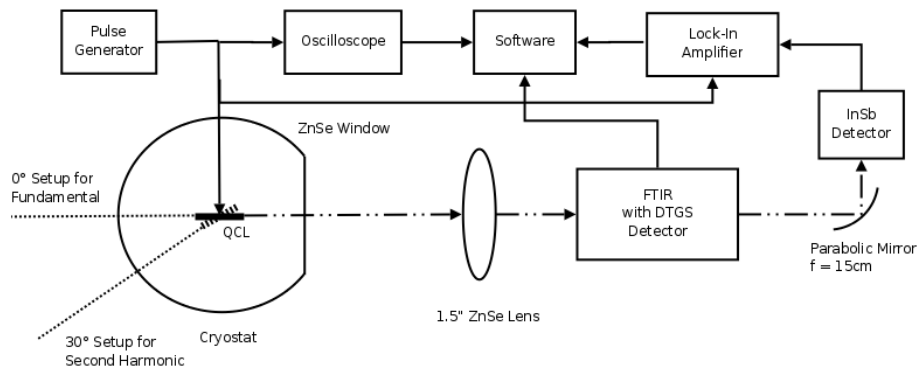 Pulse
Generator
Oscilloscope
Software
Lock-In
Amplifier
InSb
Detector
ZnSe Window
0° Setup for
Fundamental
QCL
FTIR
with DTGS
Detector
Parabolic Mirror
f = 15cm
1.5" ZnSe Lens
Cryostat
30° Setup for
Second Harmonic